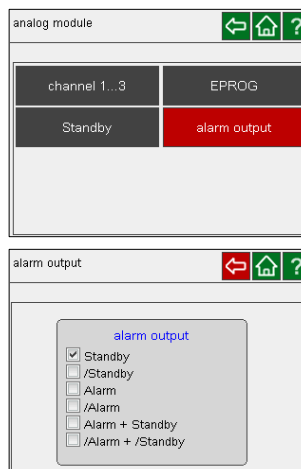 analog module
?
channel 1...3
EPROG
Standby
alarm output
alarm output
?
alarm output
Standby
/Standby
Alarm
/Alarm
Alarm + Standby
/Alarm + /Standby